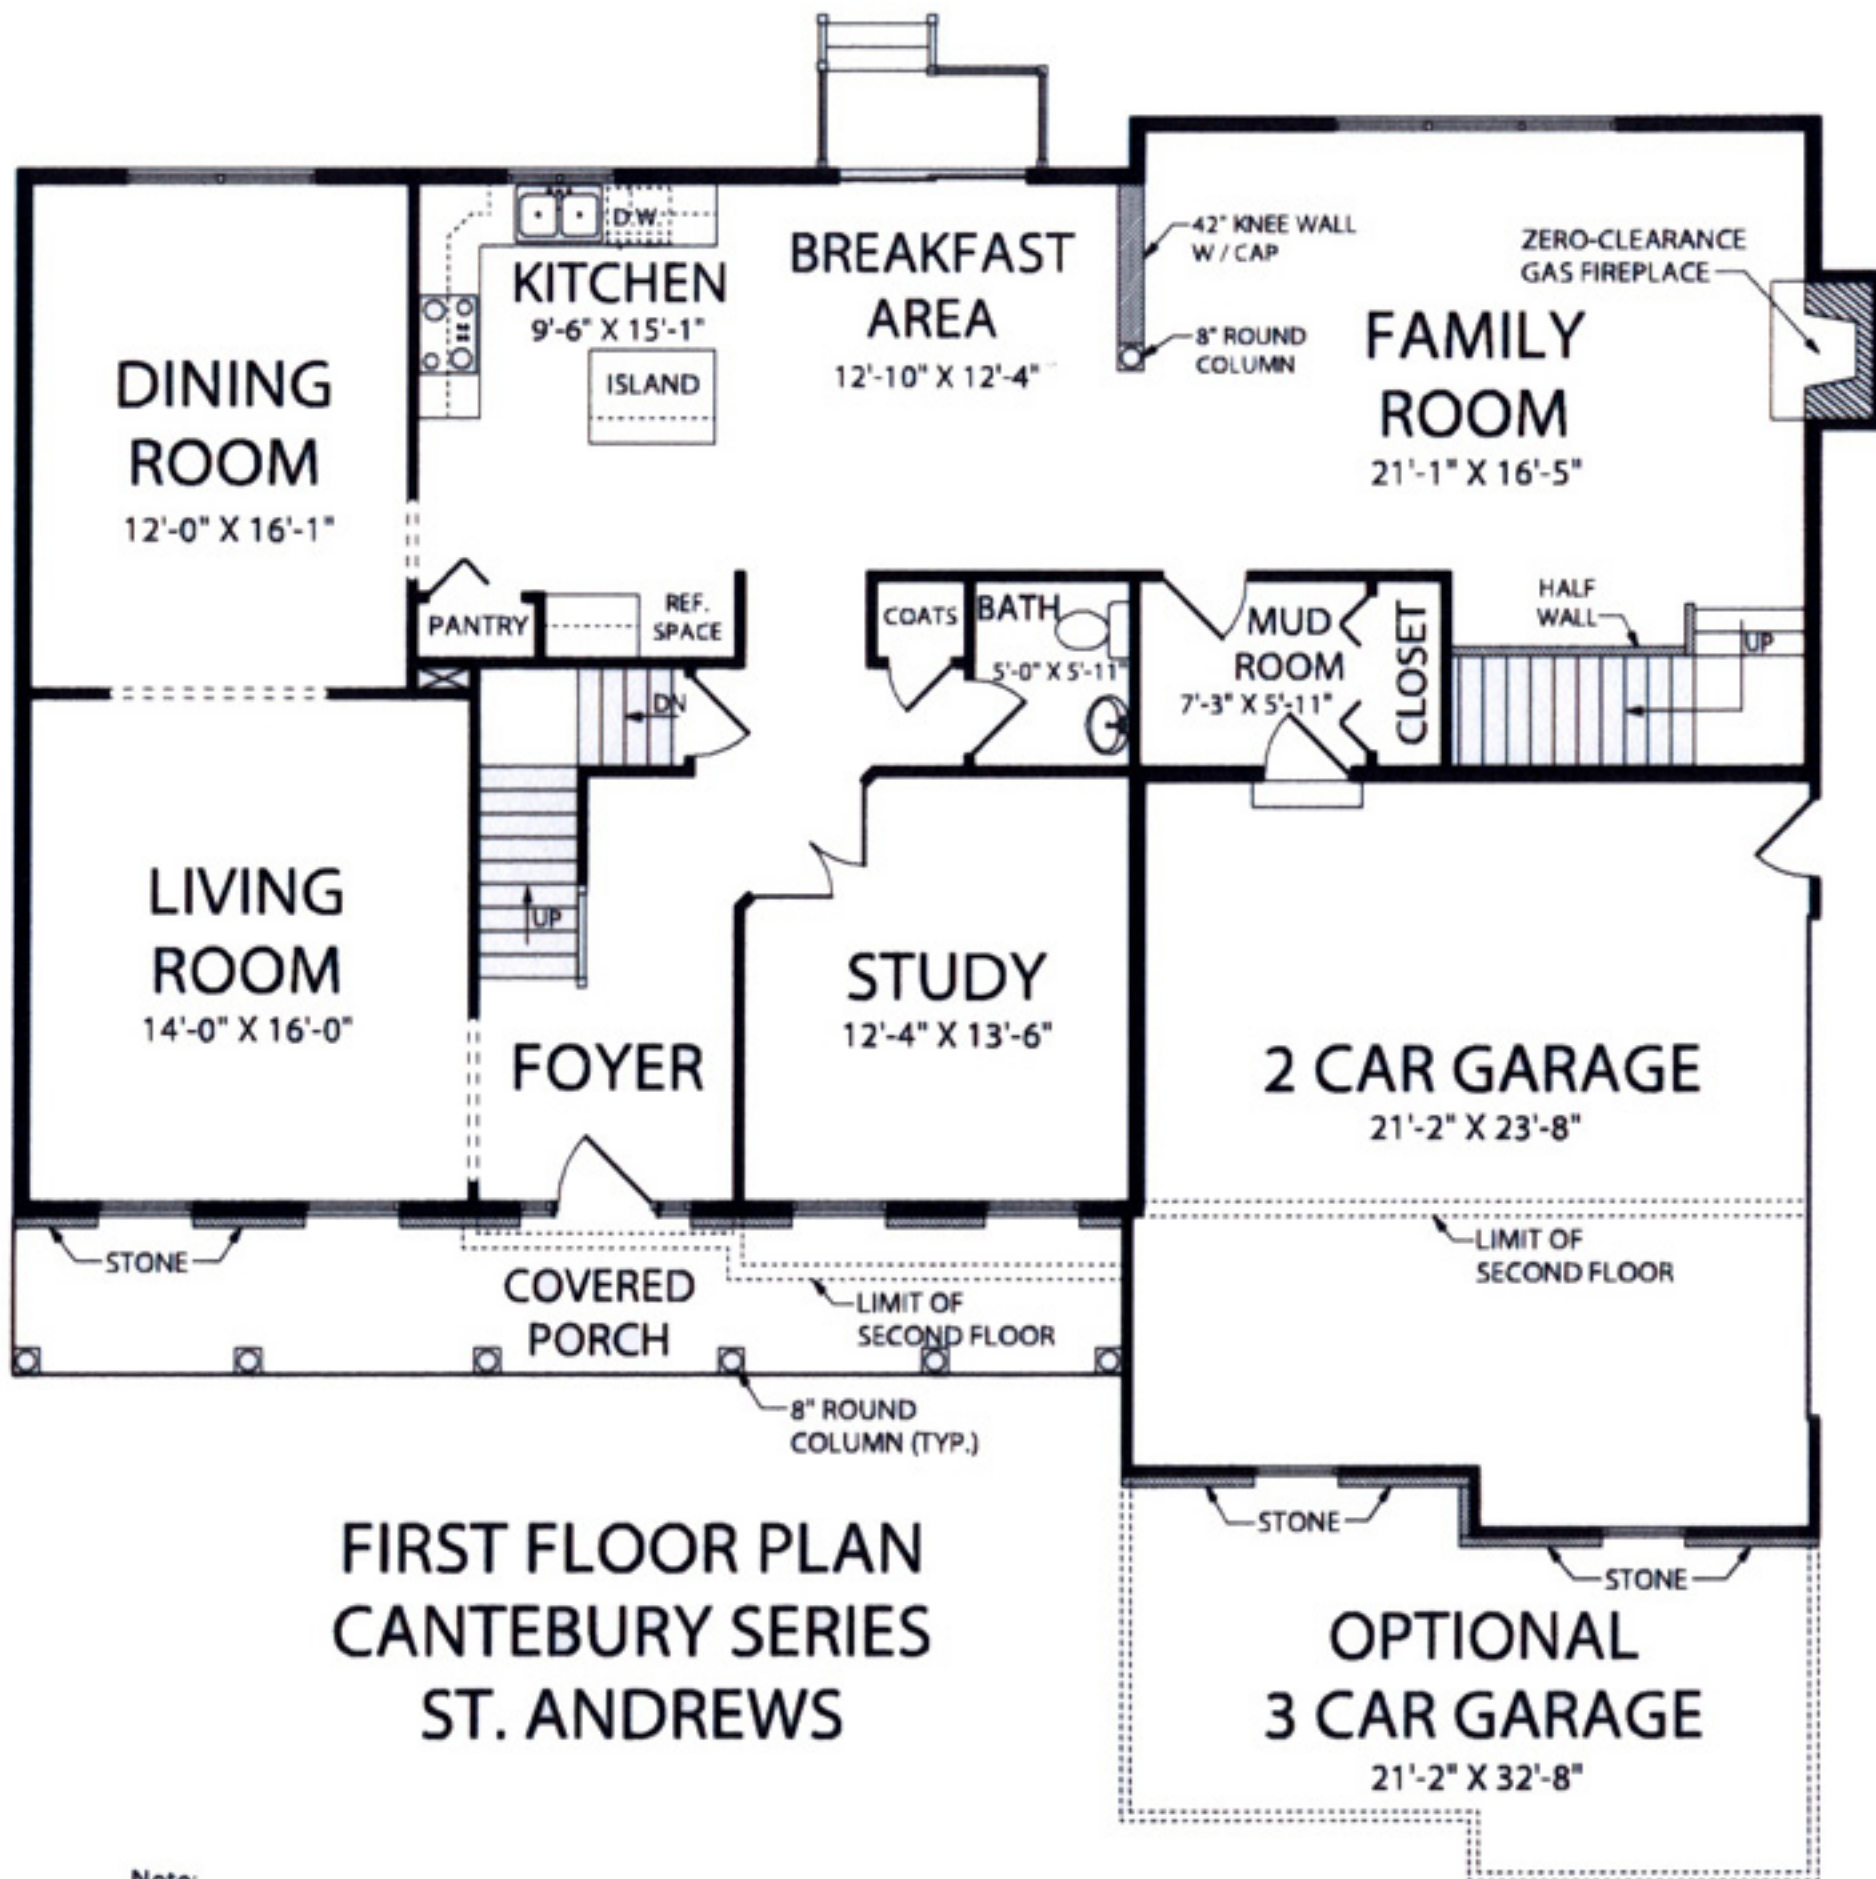 BREAKFAST
AREA
12'-10" X 12'-4"
42" KNEE WALL
W / CAP
8" ROUND
COLUMN
ZERO-CLEARANCE
GAS FIREPLACE
D.W.
KITCHEN
9'-6" X 15'-1"
ISLAND
FAMILY
ROOM
21'-1" X 16'-5"
DINING
ROOM
12'-0" X 16'-1"
PANTRY
REF.
SPACE
COATS
BATH
5'-0" X 5'-11"
MUD
ROOM
7'-3" X 5'-11"
CLOSET
HALF
WALL
UP
DN
LIVING
ROOM
14'-0" X 16'-0"
UP
FOYER
STUDY
12'-4" X 13'-6"
2 CAR GARAGE
21'-2" X 23'-8"
LIMIT OF
SECOND FLOOR
STONE
COVERED
PORCH
LIMIT OF
SECOND FLOOR
8" ROUND
COLUMN (TYP.)
STONE
STONE
FIRST FLOOR PLAN
CANTEBURY SERIES
ST. ANDREWS
OPTIONAL
3 CAR GARAGE
21'-2" X 32'-8"
Note: